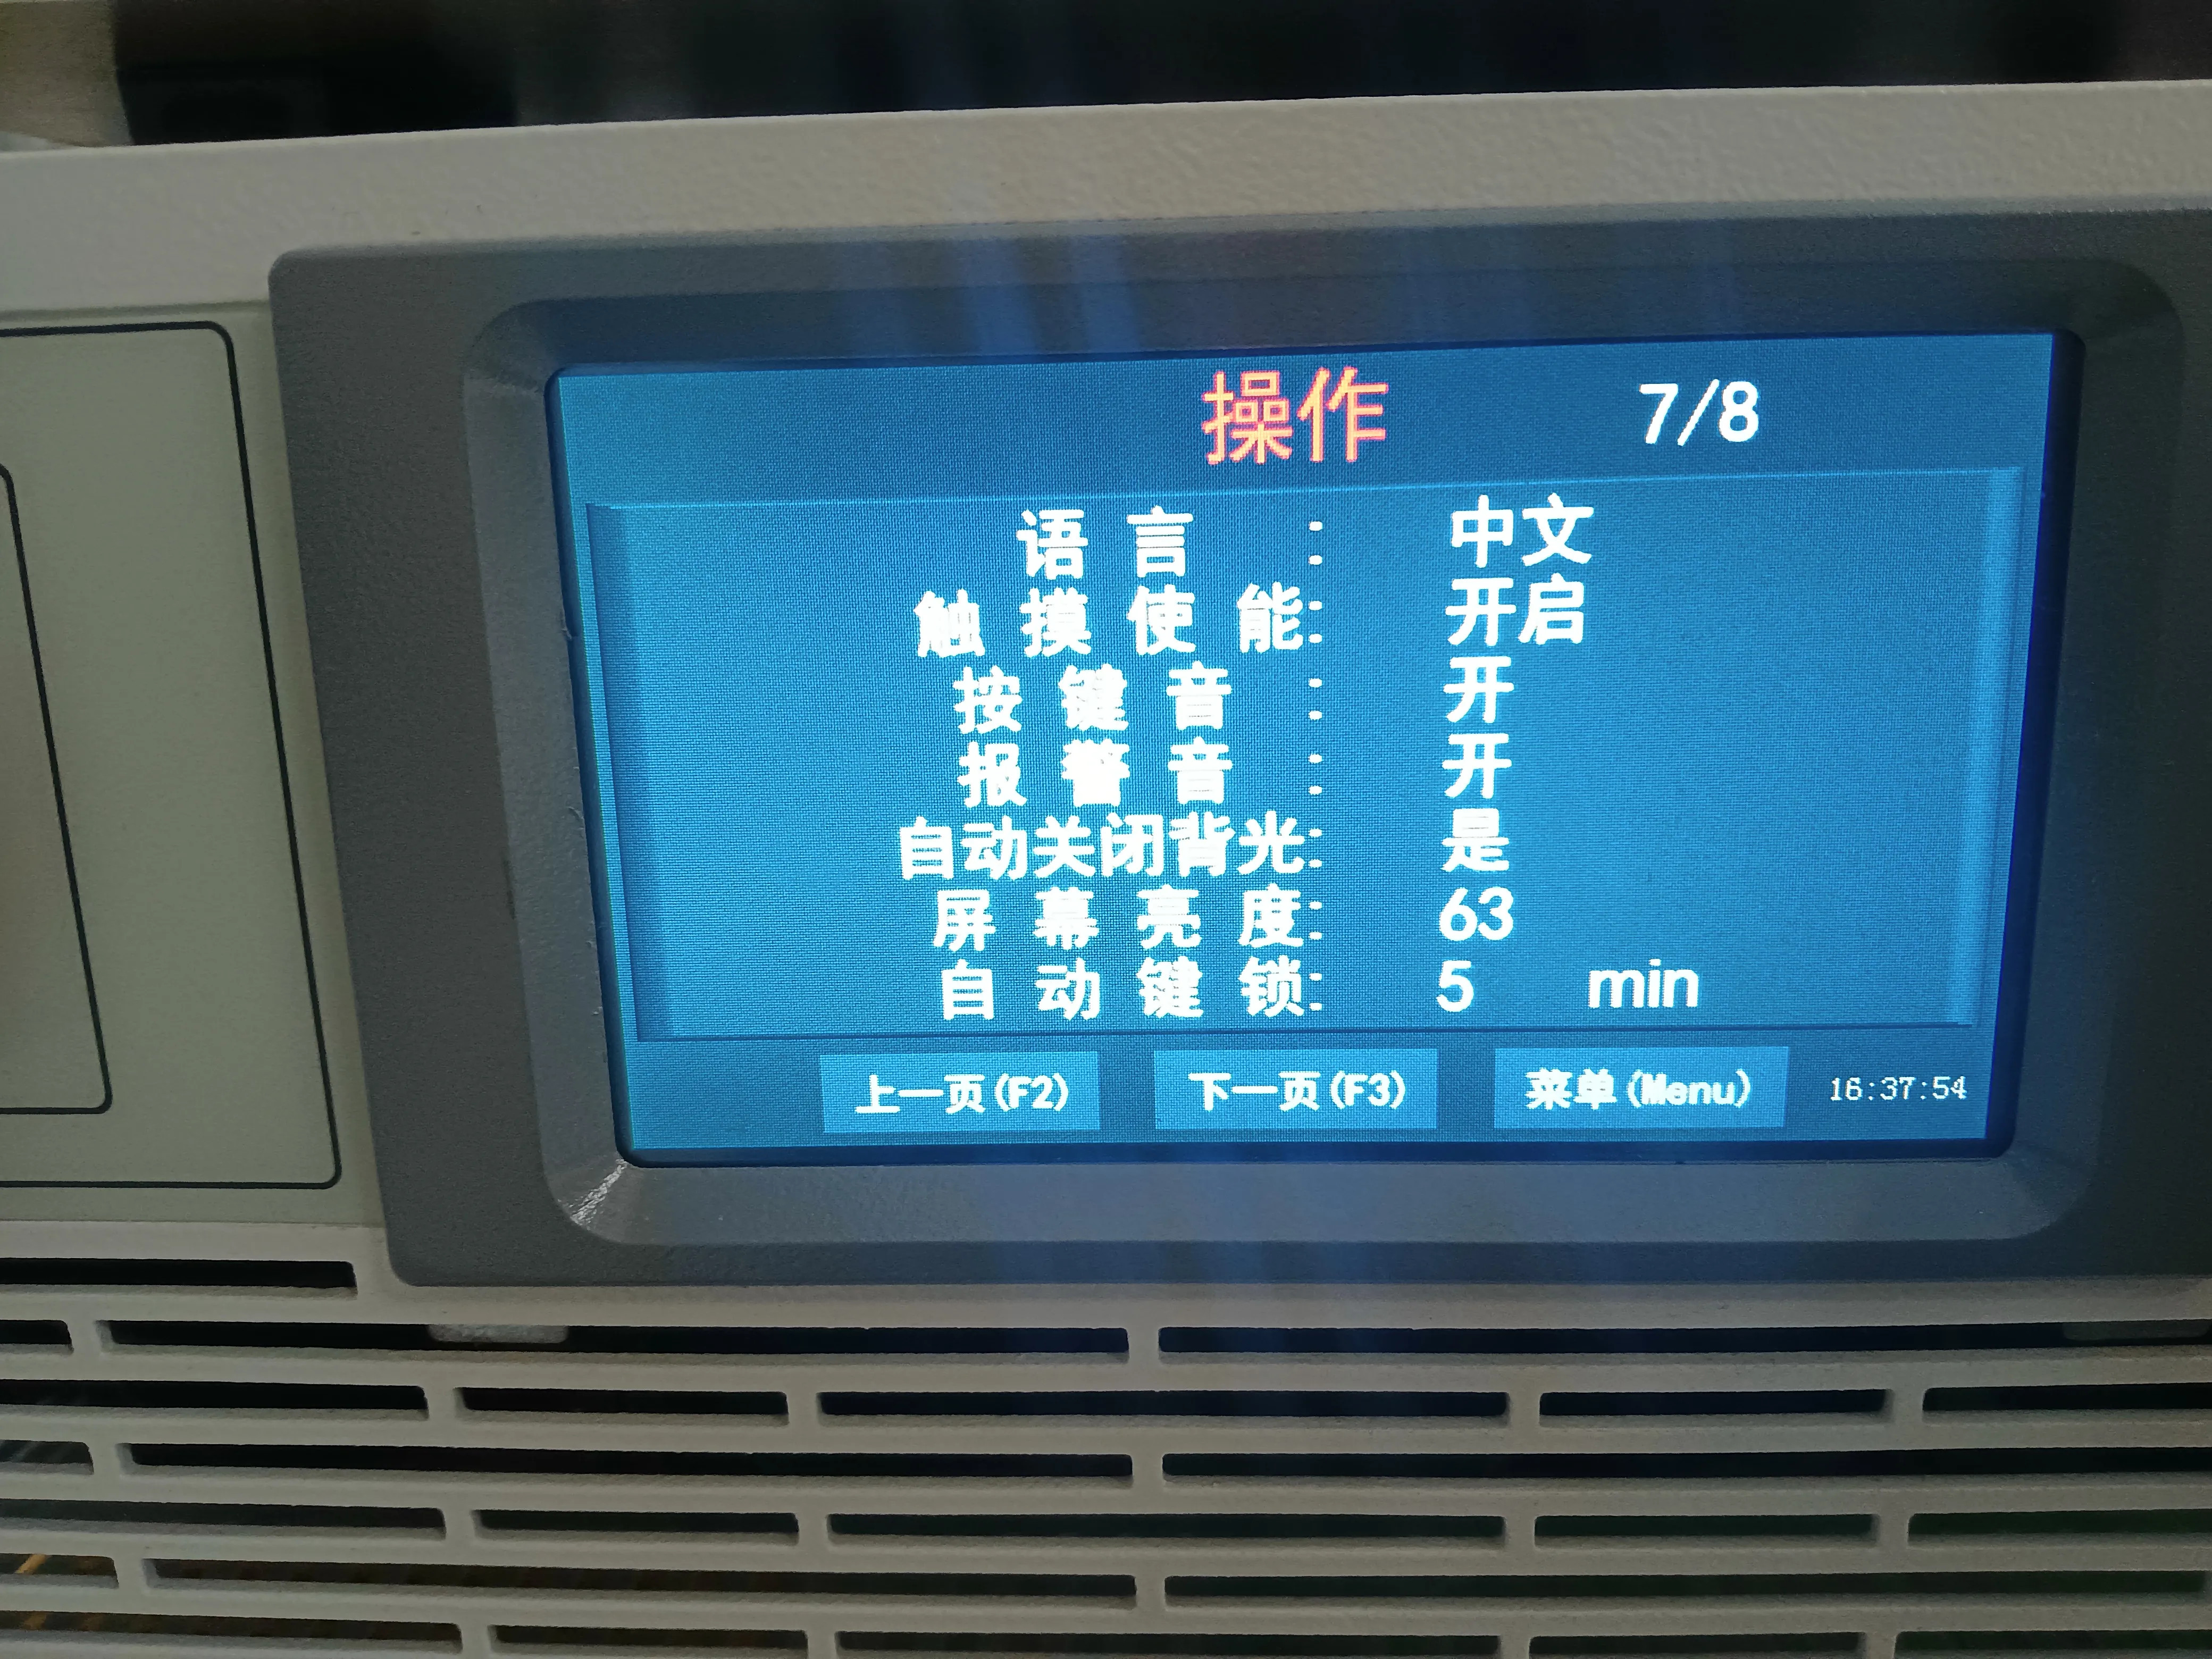 操作 7/8
语言: 中文
触摸使能: 开启
按键音: 开
报警音: 开
自动关闭背光: 是
屏幕亮度: 63
自动键锁: 5 min
上一页(F2) 下一页(F3) 菜单(Menu) 16:37:54